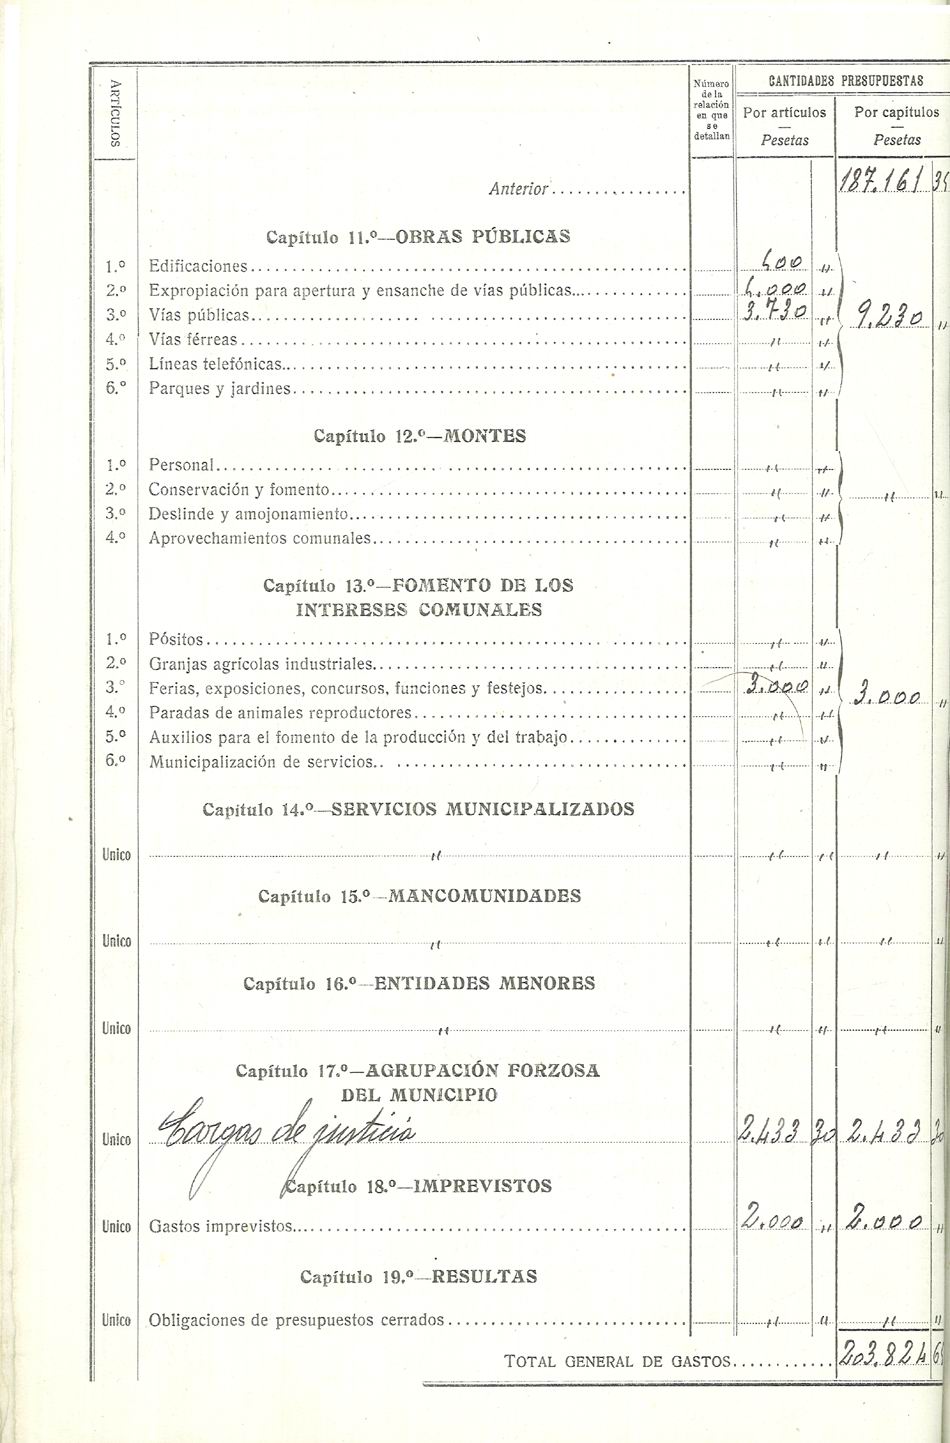 ARTÍCULOS
Número de la relación en que se detallan
CANTIDADES PRESUPUESTAS
Por artículos — Pesetas
Por capítulos — Pesetas
Anterior................ 187.161 35
Capítulo 11.º—OBRAS PÚBLICAS
1.º Edificaciones................ 500 „
2.º Expropiación para apertura y ensanche de vías públicas................ 5.000 „
3.º Vías públicas................ 3.730 „ 9.230 „
4.º Vías férreas................ „ „
5.º Líneas telefónicas................ „ „
6.º Parques y jardines................ „ „
Capítulo 12.º—MONTES
1.º Personal................ „ „
2.º Conservación y fomento................ „ „ „ „
3.º Deslinde y amojonamiento................ „ „
4.º Aprovechamientos comunales................ „ „
Capítulo 13.º—FOMENTO DE LOS
INTERESES COMUNALES
1.º Pósitos................ „ „
2.º Granjas agrícolas industriales................ „ „
3.º Ferias, exposiciones, concursos, funciones y festejos................ 3.000 „ 3.000 „
4.º Paradas de animales reproductores................ „ „
5.º Auxilios para el fomento de la producción y del trabajo................ „ „
6.º Municipalización de servicios................ „ „
Capítulo 14.º—SERVICIOS MUNICIPALIZADOS
Unico „ „ „ „ „
Capítulo 15.º—MANCOMUNIDADES
Unico „ „ „ „ „
Capítulo 16.º—ENTIDADES MENORES
Unico „ „ „ „ „
Capítulo 17.º—AGRUPACIÓN FORZOSA
DEL MUNICIPIO
Unico Cargas de justicia 2.433 30 2.433 30
Capítulo 18.º—IMPREVISTOS
Unico Gastos imprevistos................ 2.000 „ 2.000 „
Capítulo 19.º—RESULTAS
Unico Obligaciones de presupuestos cerrados................ „ „ „ „
TOTAL GENERAL DE GASTOS............ 203.824 65